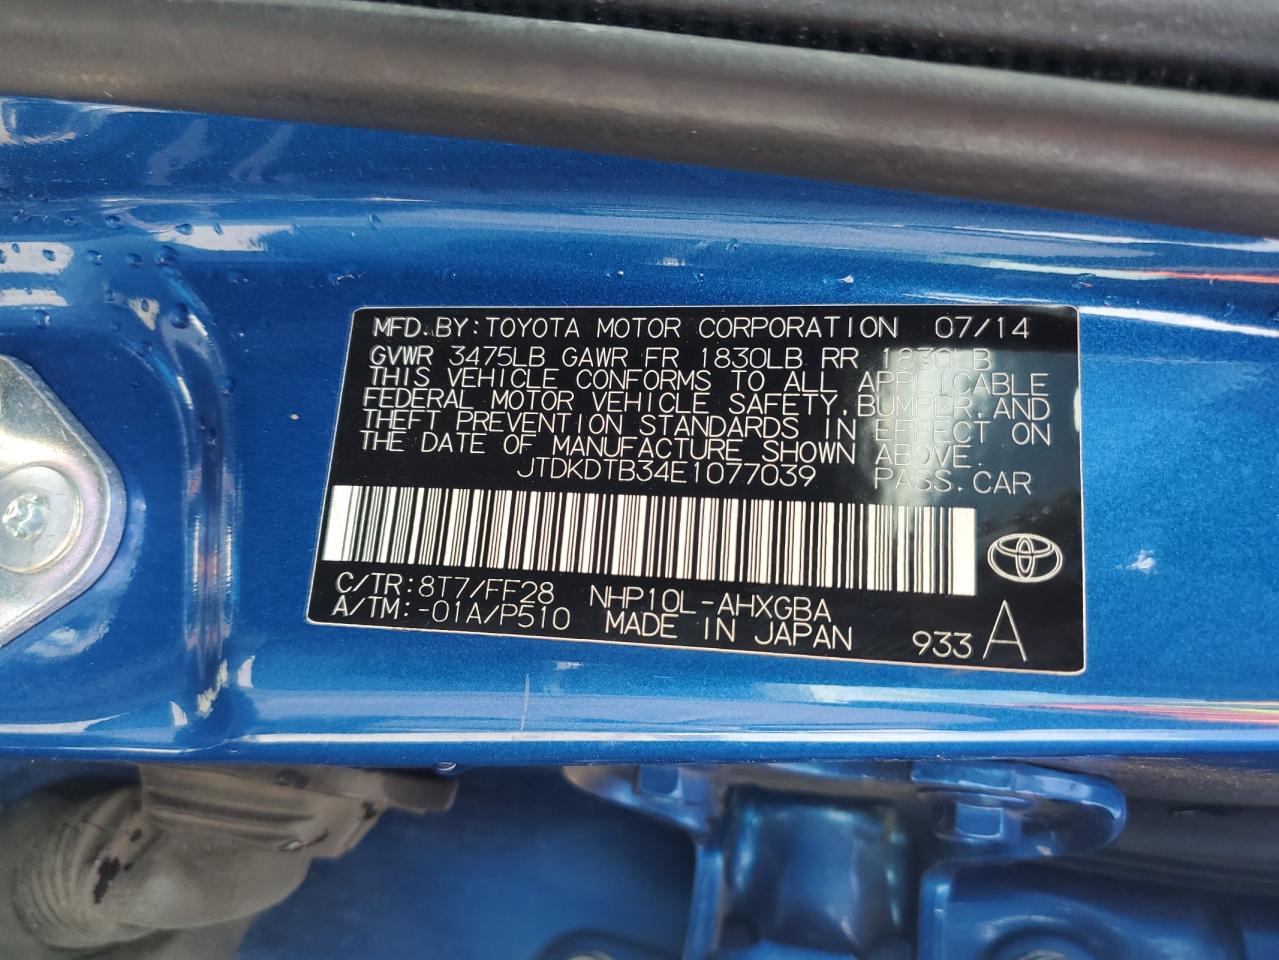 MFD. BY: TOYOTA MOTOR CORPORATION 07/14
GVWR 3475LB GAWR FR 1830LB RR 1830LB
THIS VEHICLE CONFORMS TO ALL APPLICABLE
FEDERAL MOTOR VEHICLE SAFETY, BUMPER, AND
THEFT PREVENTION STANDARDS IN EFFECT ON
THE DATE OF MANUFACTURE SHOWN ABOVE.
JTDKDTB34E1077039 PASS. CAR
C/TR: 8T7/FF28 NHP10L-AHXGBA
A/TM: -01A/P510 MADE IN JAPAN 933 A